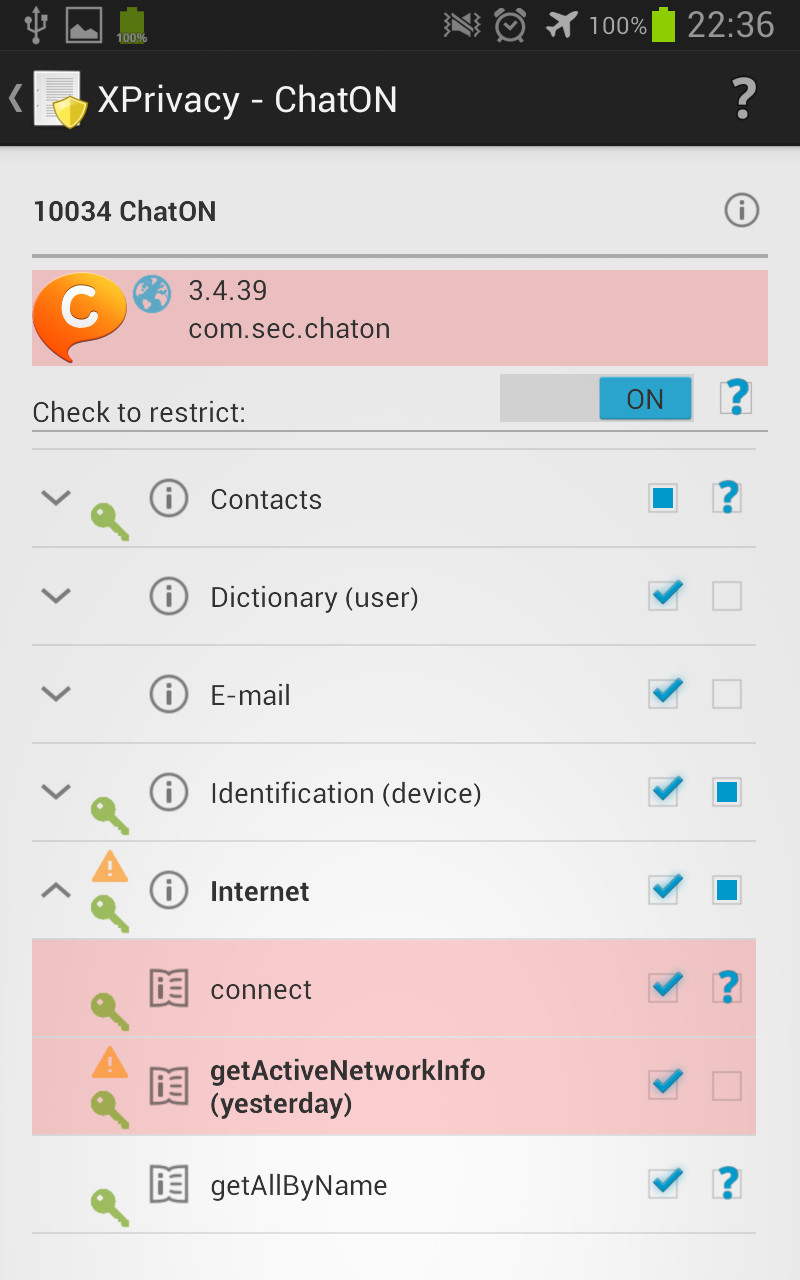 100%
100%
22:36
XPrivacy - ChatON
?
10034 ChatON
C
3.4.39
com.sec.chaton
Check to restrict:
ON
?
Contacts
?
Dictionary (user)
E-mail
Identification (device)
Internet
connect
?
getActiveNetworkInfo
(yesterday)
getAllByName
?